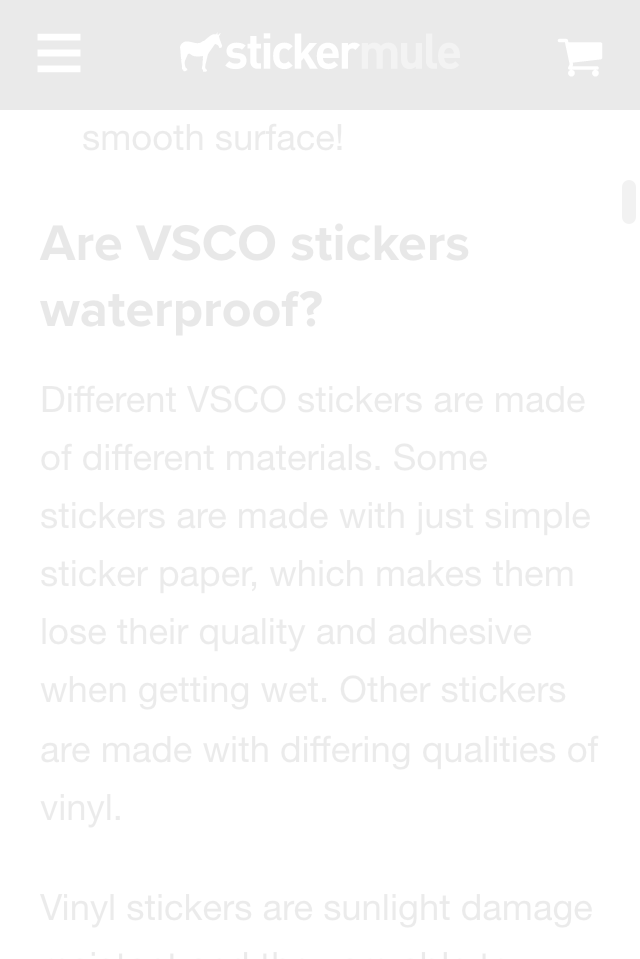 stickermule
smooth surface!
Are VSCO stickers
waterproof?
Different VSCO stickers are made
of different materials. Some
stickers are made with just simple
sticker paper, which makes them
lose their quality and adhesive
when getting wet. Other stickers
are made with differing qualities of
vinyl.
Vinyl stickers are sunlight damage